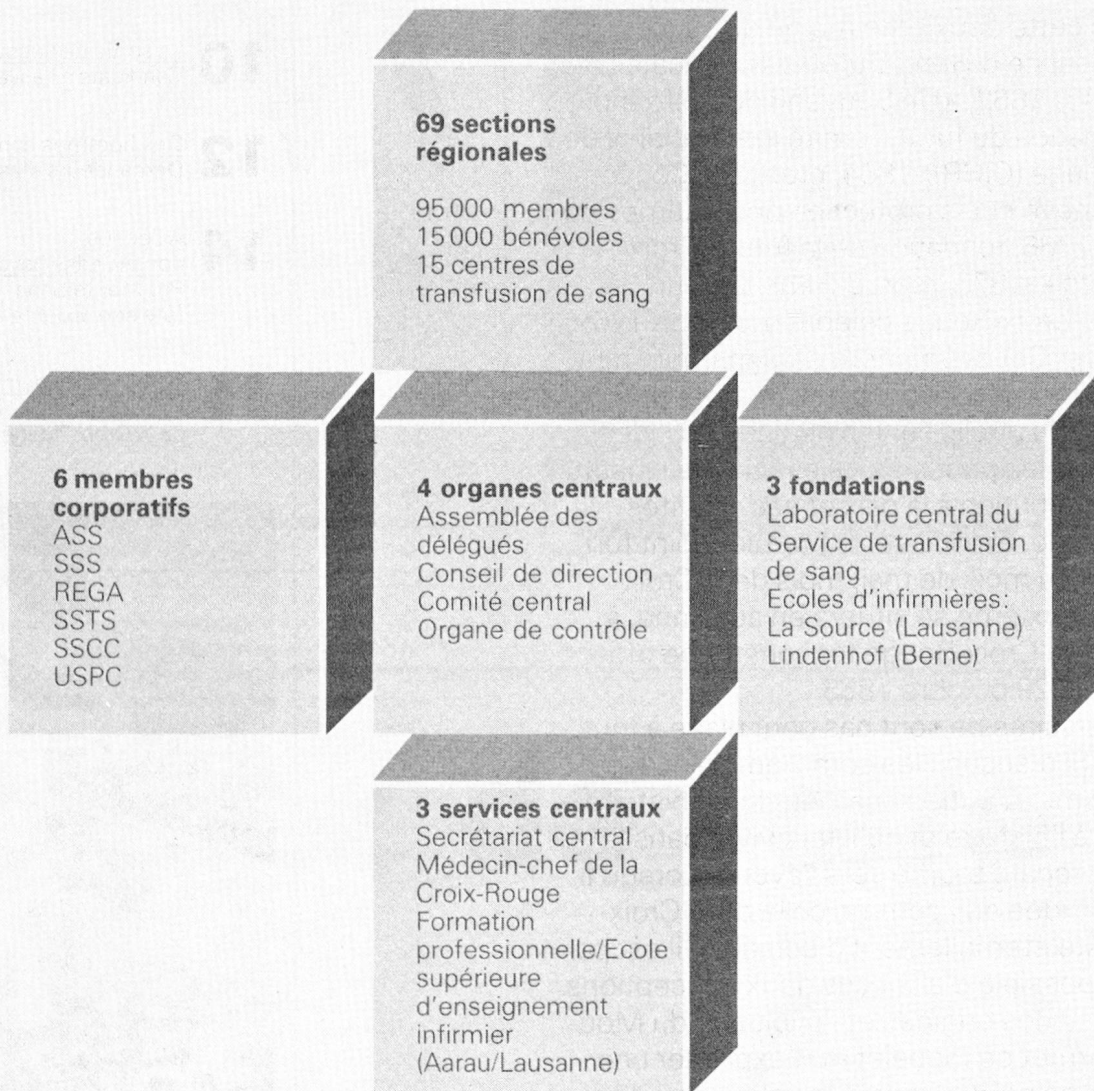 69 sections
régionales
95 000 membres
15 000 bénévoles
15 centres de
transfusion de sang
6 membres
corporatifs
ASS
SSS
REGA
SSTS
SSCC
USPC
4 organes centraux
Assemblée des
délégués
Conseil de direction
Comité central
Organe de contrôle
3 fondations
Laboratoire central du
Service de transfusion
de sang
Ecoles d'infirmières:
La Source (Lausanne)
Lindenhof (Berne)
3 services centraux
Secrétariat central
Médecin-chef de la
Croix-Rouge
Formation
professionnelle/Ecole
supérieure
d'enseignement
infirmier
(Aarau/Lausanne)